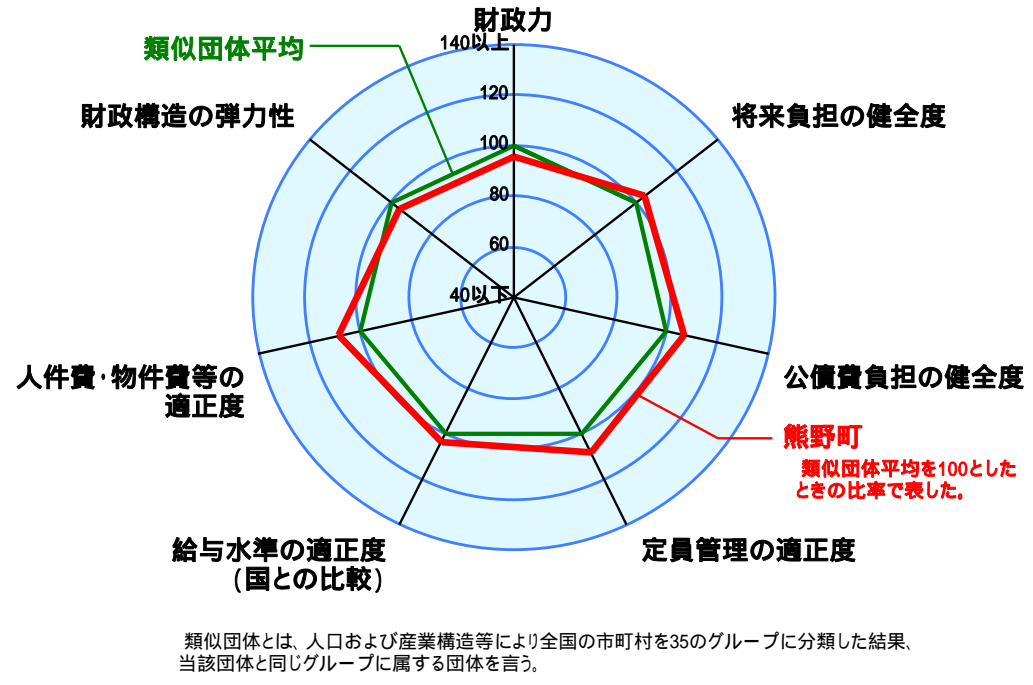 財政力
140以上
類似団体平均
120
財政構造の弾力性
将来負担の健全度
100
80
60
40以下
人件費・物件費等の
適正度
公債費負担の健全度
熊野町
類似団体平均を100とした
ときの比率で表した。
給与水準の適正度
(国との比較)
定員管理の適正度
類似団体とは、人口および産業構造等により全国の市町村を35のグループに分類した結果、
当該団体と同じグループに属する団体を言う。